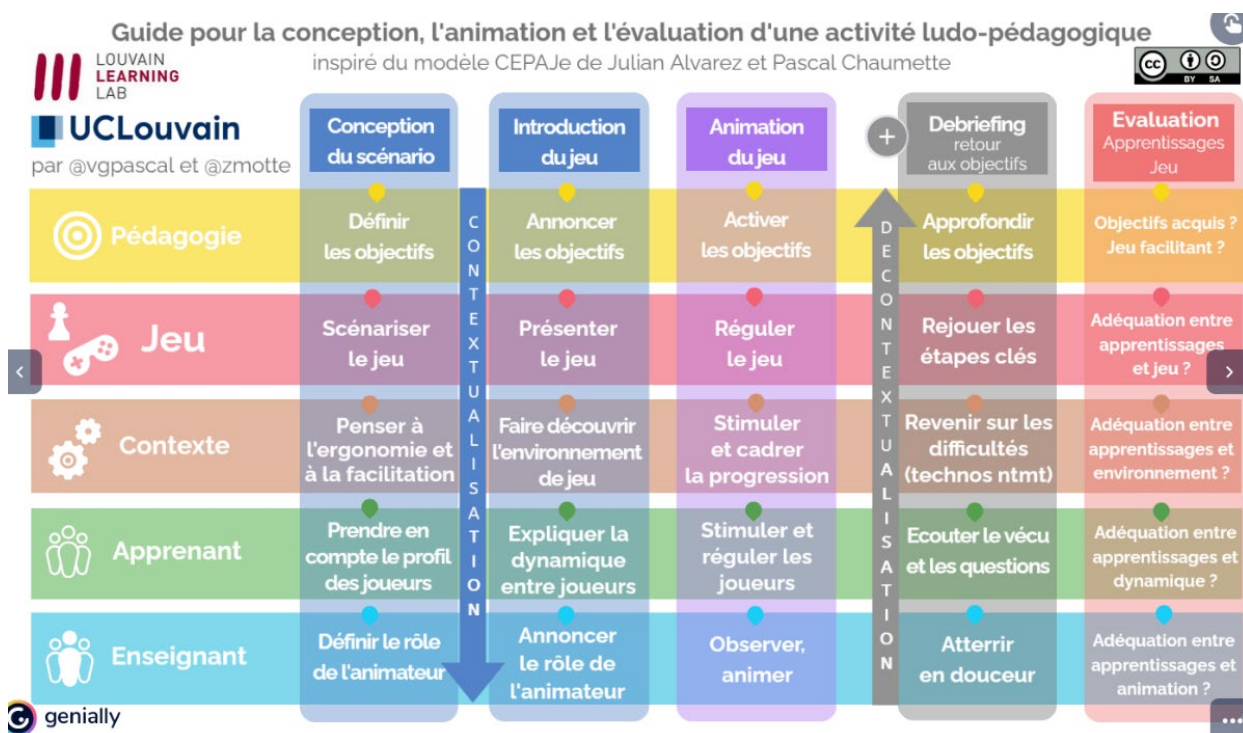 Guide pour la conception, l'animation et l'évaluation d'une activité ludo-pédagogique
inspiré du modèle CEPAJe de Julian Alvarez et Pascal Chaumette
LOUVAIN
LEARNING
LAB
UCLouvain
par @vgpascal et @zmotte
cc
BY SA
Conception
du scénario
Introduction
du jeu
Animation
du jeu
+
Debriefing
retour
aux objectifs
Evaluation
Apprentissages
Jeu
CONTEXTUALISATION
DECONTEXTUALISATION
Pédagogie
Définir
les objectifs
Annoncer
les objectifs
Activer
les objectifs
Approfondir
les objectifs
Objectifs acquis ?
Jeu facilitant ?
Jeu
Scénariser
le jeu
Présenter
le jeu
Réguler
le jeu
Rejouer les
étapes clés
Adéquation entre
apprentissages
et jeu ?
Contexte
Penser à
l'ergonomie et
à la facilitation
Faire découvrir
l'environnement
de jeu
Stimuler
et cadrer
la progression
Revenir sur les
difficultés
(technos ntmt)
Adéquation entre
apprentissages et
environnement ?
Apprenant
Prendre en
compte le profil
des joueurs
Expliquer la
dynamique
entre joueurs
Stimuler et
réguler les
joueurs
Ecouter le vécu
et les questions
Adéquation entre
apprentissages et
dynamique ?
Enseignant
Définir le rôle
de l'animateur
Annoncer
le rôle de
l'animateur
Observer,
animer
Atterrir
en douceur
Adéquation entre
apprentissages et
animation ?
genially